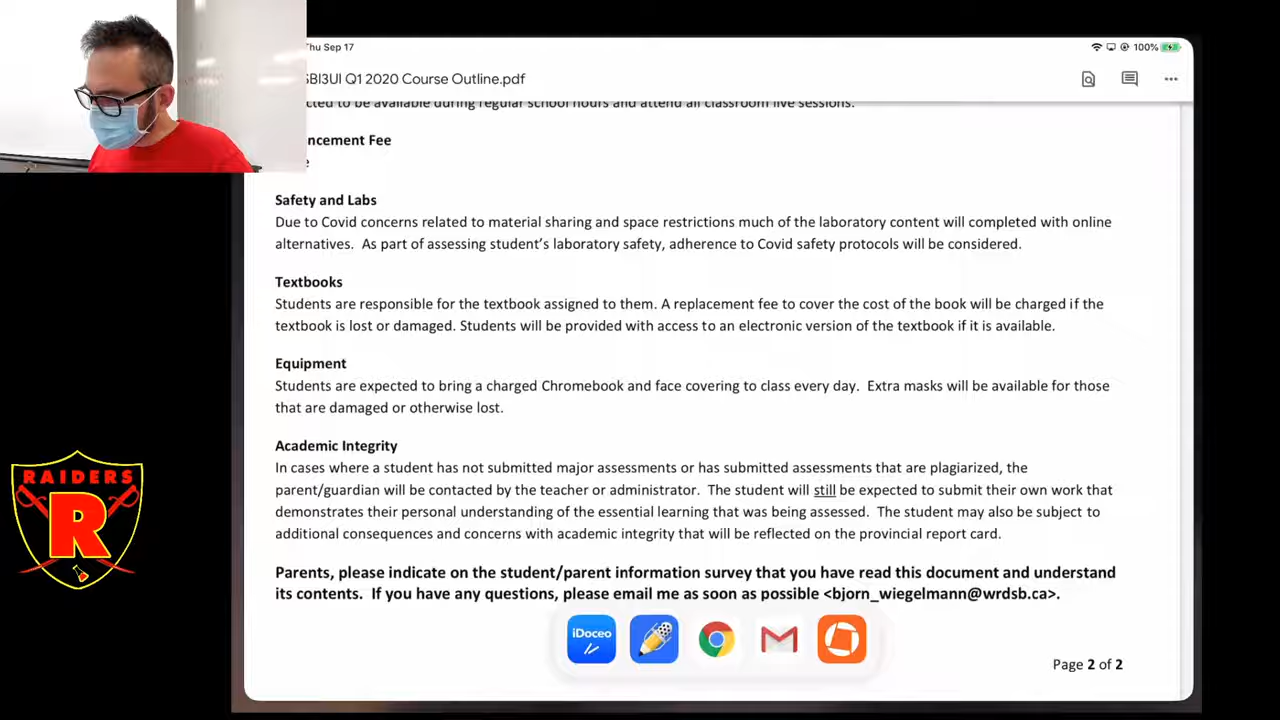 Thu Sep 17
100%
SBI3UI Q1 2020 Course Outline.pdf
to be available during regular school hours and attend all classroom live sessions.
ncement Fee
Safety and Labs
Due to Covid concerns related to material sharing and space restrictions much of the laboratory content will completed with online
alternatives. As part of assessing student's laboratory safety, adherence to Covid safety protocols will be considered.
Textbooks
Students are responsible for the textbook assigned to them. A replacement fee to cover the cost of the book will be charged if the
textbook is lost or damaged. Students will be provided with access to an electronic version of the textbook if it is available.
Equipment
Students are expected to bring a charged Chromebook and face covering to class every day. Extra masks will be available for those
that are damaged or otherwise lost.
Academic Integrity
In cases where a student has not submitted major assessments or has submitted assessments that are plagiarized, the
parent/guardian will be contacted by the teacher or administrator. The student will still be expected to submit their own work that
demonstrates their personal understanding of the essential learning that was being assessed. The student may also be subject to
additional consequences and concerns with academic integrity that will be reflected on the provincial report card.
Parents, please indicate on the student/parent information survey that you have read this document and understand
its contents. If you have any questions, please email me as soon as possible <bjorn_wiegelmann@wrdsb.ca>.
iDoceo
Page 2 of 2
RAIDERS
R